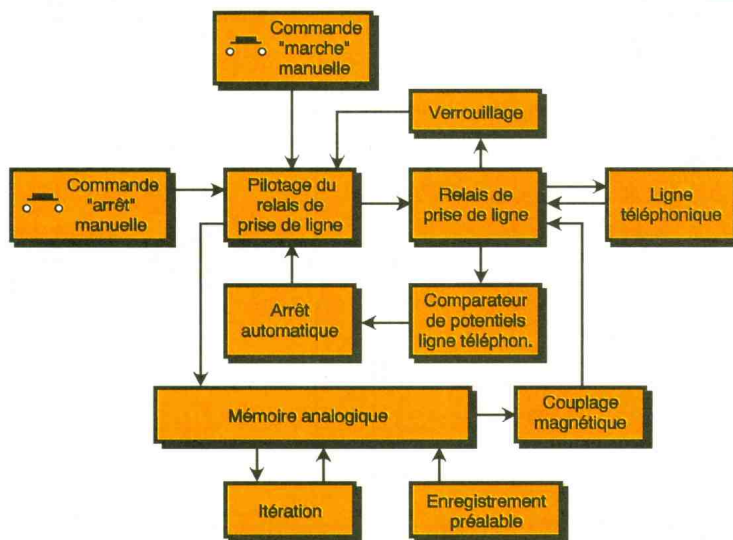 Commande
"marche"
manuelle
Verrouillage
Commande
"arrêt"
manuelle
Pilotage du
relais de
prise de ligne
Relais de
prise de ligne
Ligne
téléphonique
Arrêt
automatique
Comparateur
de potentiels
ligne téléphon.
Mémoire analogique
Couplage
magnétique
Itération
Enregistrement
préalable